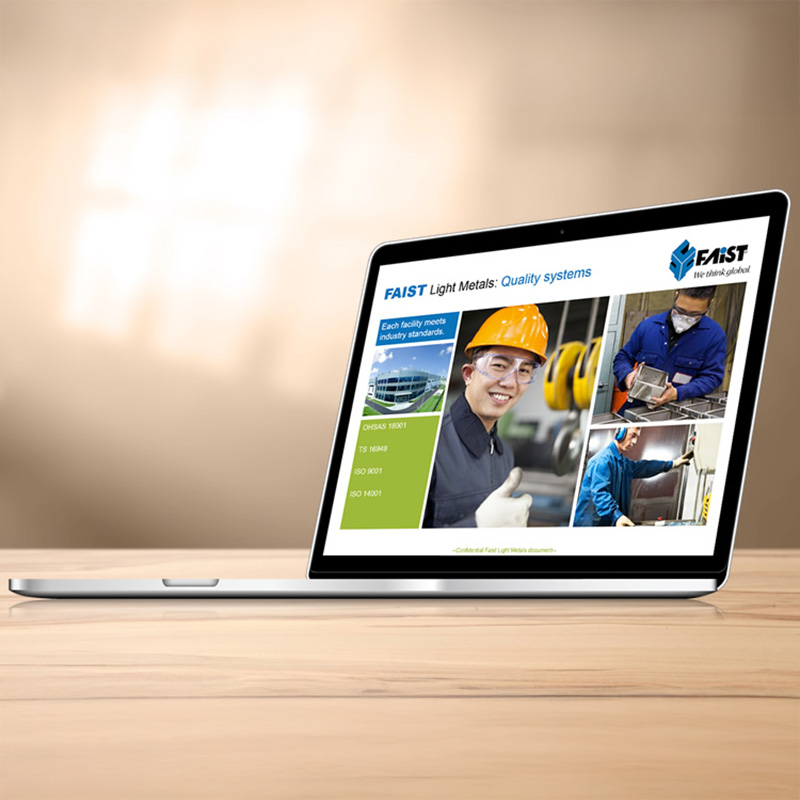 FAIST
We think global.
FAIST Light Metals: Quality systems
Each facility meets
industry standards.
OHSAS 18001
TS 16949
ISO 9001
ISO 14001
--Confidential Faist Light Metals document--